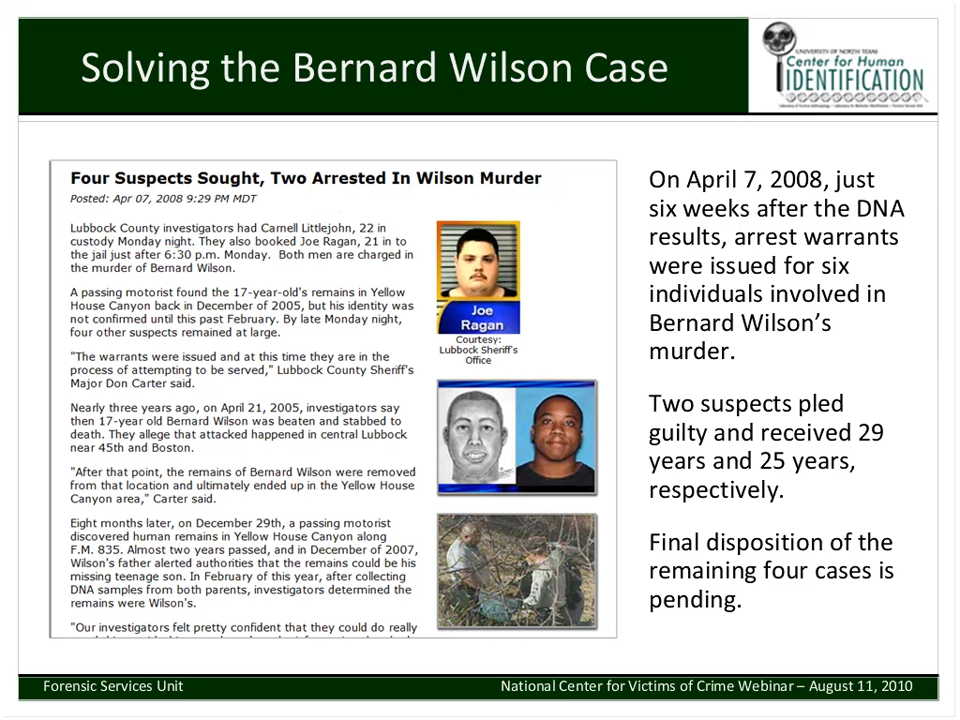 Solving the Bernard Wilson Case
UNIVERSITY OF NORTH TEXAS
Center for Human
IDENTIFICATION
Four Suspects Sought, Two Arrested In Wilson Murder
Posted: Apr 07, 2008 9:29 PM MDT
Lubbock County investigators had Carnell Littlejohn, 22 in
custody Monday night. They also booked Joe Ragan, 21 in to
the jail just after 6:30 p.m. Monday.  Both men are charged in
the murder of Bernard Wilson.
A passing motorist found the 17-year-old's remains in Yellow
House Canyon back in December of 2005, but his identity was
not confirmed until this past February. By late Monday night,
four other suspects remained at large.
"The warrants were issued and at this time they are in the
process of attempting to be served," Lubbock County Sheriff's
Major Don Carter said.
Nearly three years ago, on April 21, 2005, investigators say
then 17-year old Bernard Wilson was beaten and stabbed to
death. They allege that attacked happened in central Lubbock
near 45th and Boston.
"After that point, the remains of Bernard Wilson were removed
from that location and ultimately ended up in the Yellow House
Canyon area," Carter said.
Eight months later, on December 29th, a passing motorist
discovered human remains in Yellow House Canyon along
F.M. 835. Almost two years passed, and in December of 2007,
Wilson's father alerted authorities that the remains could be his
missing teenage son. In February of this year, after collecting
DNA samples from both parents, investigators determined the
remains were Wilson's.
"Our investigators felt pretty confident that they could do really
Joe
Ragan
Courtesy:
Lubbock Sheriff's
Office
On April 7, 2008, just
six weeks after the DNA
results, arrest warrants
were issued for six
individuals involved in
Bernard Wilson's
murder.
Two suspects pled
guilty and received 29
years and 25 years,
respectively.
Final disposition of the
remaining four cases is
pending.
Forensic Services Unit
National Center for Victims of Crime Webinar – August 11, 2010